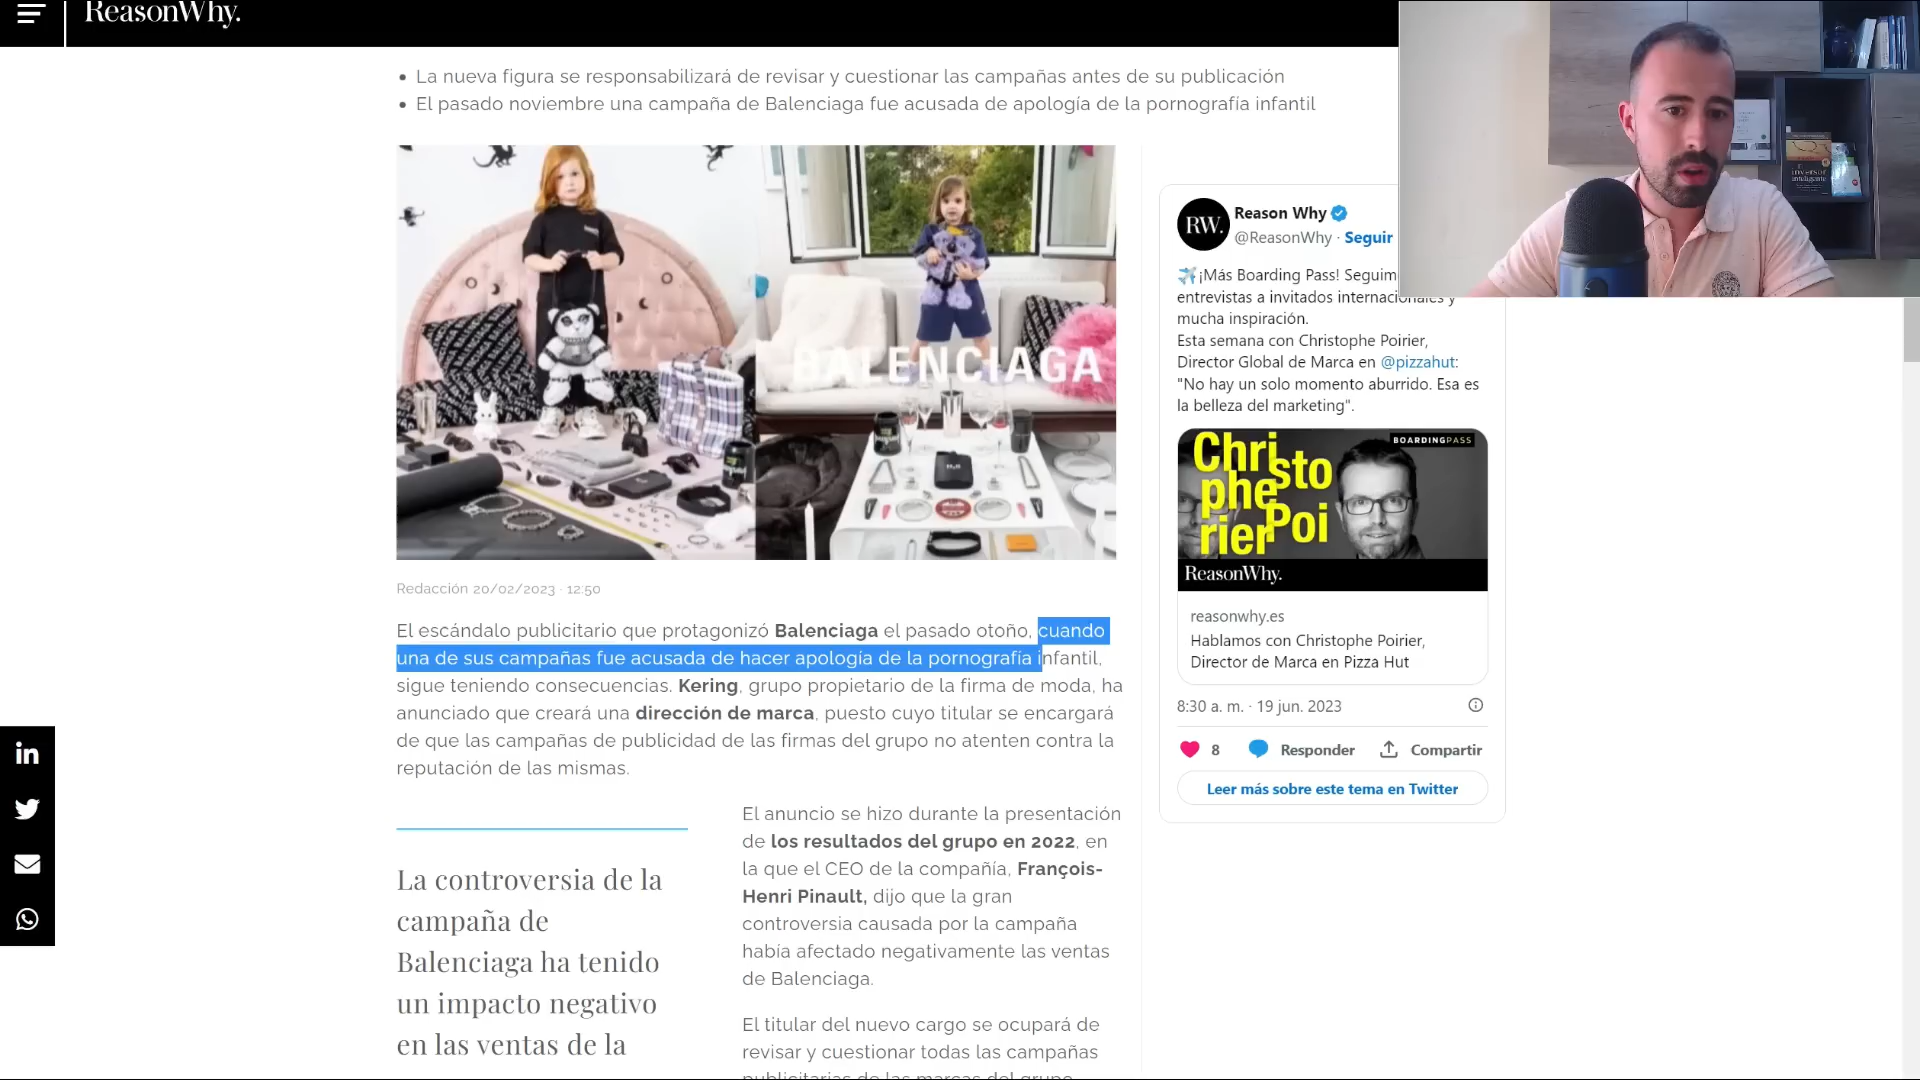 ReasonWhy.
La nueva figura se responsabilizará de revisar y cuestionar las campañas antes de su publicación
El pasado noviembre una campaña de Balenciaga fue acusada de apología de la pornografía infantil
BALENCIAGA
Redacción 20/02/2023 · 12:50
El escándalo publicitario que protagonizó Balenciaga el pasado otoño, cuando
una de sus campañas fue acusada de hacer apología de la pornografía infantil,
sigue teniendo consecuencias. Kering, grupo propietario de la firma de moda, ha
anunciado que creará una dirección de marca, puesto cuyo titular se encargará
de que las campañas de publicidad de las firmas del grupo no atenten contra la
reputación de las mismas.
La controversia de la
campaña de
Balenciaga ha tenido
un impacto negativo
en las ventas de la
El anuncio se hizo durante la presentación
de los resultados del grupo en 2022, en
la que el CEO de la compañía, François-
Henri Pinault, dijo que la gran
controversia causada por la campaña
había afectado negativamente las ventas
de Balenciaga.
El titular del nuevo cargo se ocupará de
revisar y cuestionar todas las campañas
publicitarias de las marcas del grupo
RW.
Reason Why
@ReasonWhy · Seguir
¡Más Boarding Pass! Seguim
entrevistas a invitados internacionales y
mucha inspiración.
Esta semana con Christophe Poirier,
Director Global de Marca en @pizzahut:
"No hay un solo momento aburrido. Esa es
la belleza del marketing".
BOARDINGPASS
Chri
sto
phe
Poi
rier
ReasonWhy.
reasonwhy.es
Hablamos con Christophe Poirier,
Director de Marca en Pizza Hut
8:30 a. m. · 19 jun. 2023
8 Responder Compartir
Leer más sobre este tema en Twitter
in